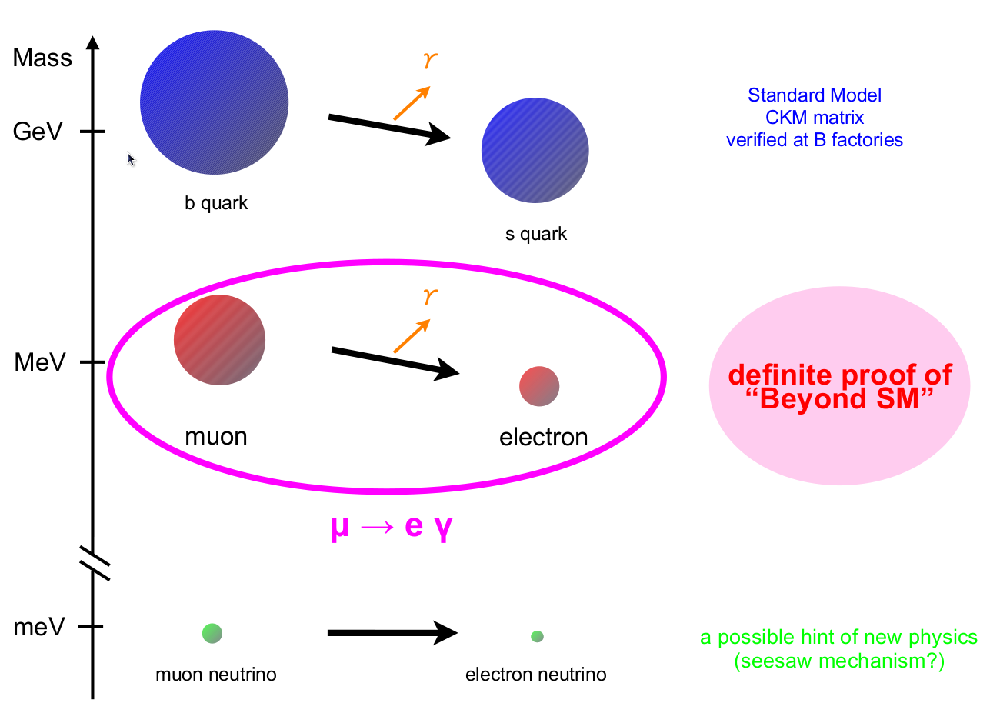 Mass
GeV
γ
b quark
s quark
Standard Model
CKM matrix
verified at B factories
MeV
γ
muon
electron
definite proof of
“Beyond SM”
μ → e γ
meV
muon neutrino
electron neutrino
a possible hint of new physics
(seesaw mechanism?)